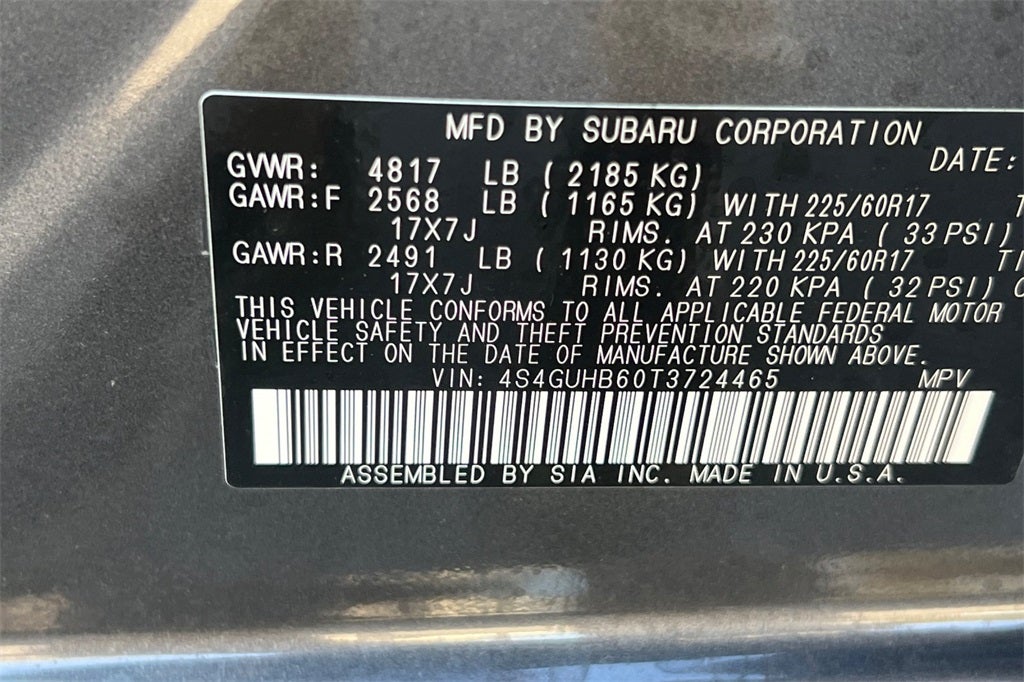 MFD BY SUBARU CORPORATION
DATE:
GVWR: 4817 LB ( 2185 KG)
GAWR:F 2568 LB ( 1165 KG) WITH 225/60R17
17X7J RIMS. AT 230 KPA ( 33 PSI)
GAWR:R 2491 LB ( 1130 KG) WITH 225/60R17
17X7J RIMS. AT 220 KPA ( 32 PSI)
THIS VEHICLE CONFORMS TO ALL APPLICABLE FEDERAL MOTOR
VEHICLE SAFETY AND THEFT PREVENTION STANDARDS
IN EFFECT ON THE DATE OF MANUFACTURE SHOWN ABOVE.
VIN: 4S4GUHB60T3724465 MPV
ASSEMBLED BY SIA INC. MADE IN U.S.A.